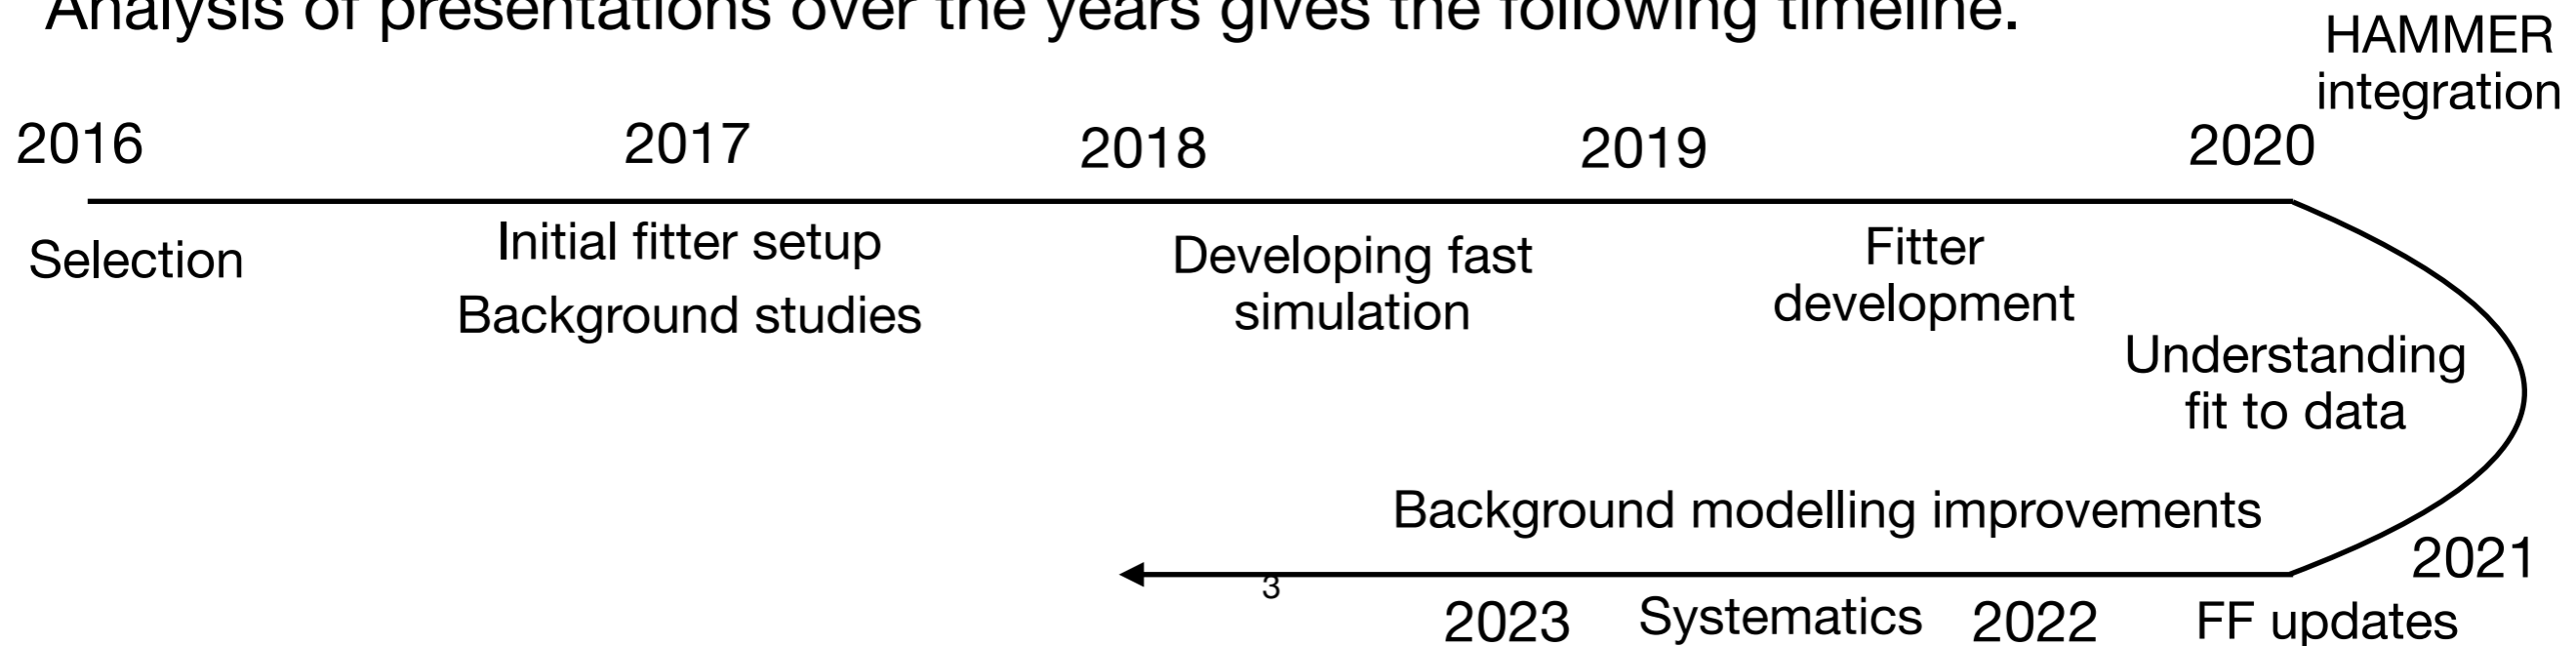 Analysis of presentations over the years gives the following timeline.
HAMMER
integration
2016
2017
2018
2019
2020
Selection
Initial fitter setup
Background studies
Developing fast
simulation
Fitter
development
Understanding
fit to data
Background modelling improvements
2021
3
2023
Systematics
2022
FF updates